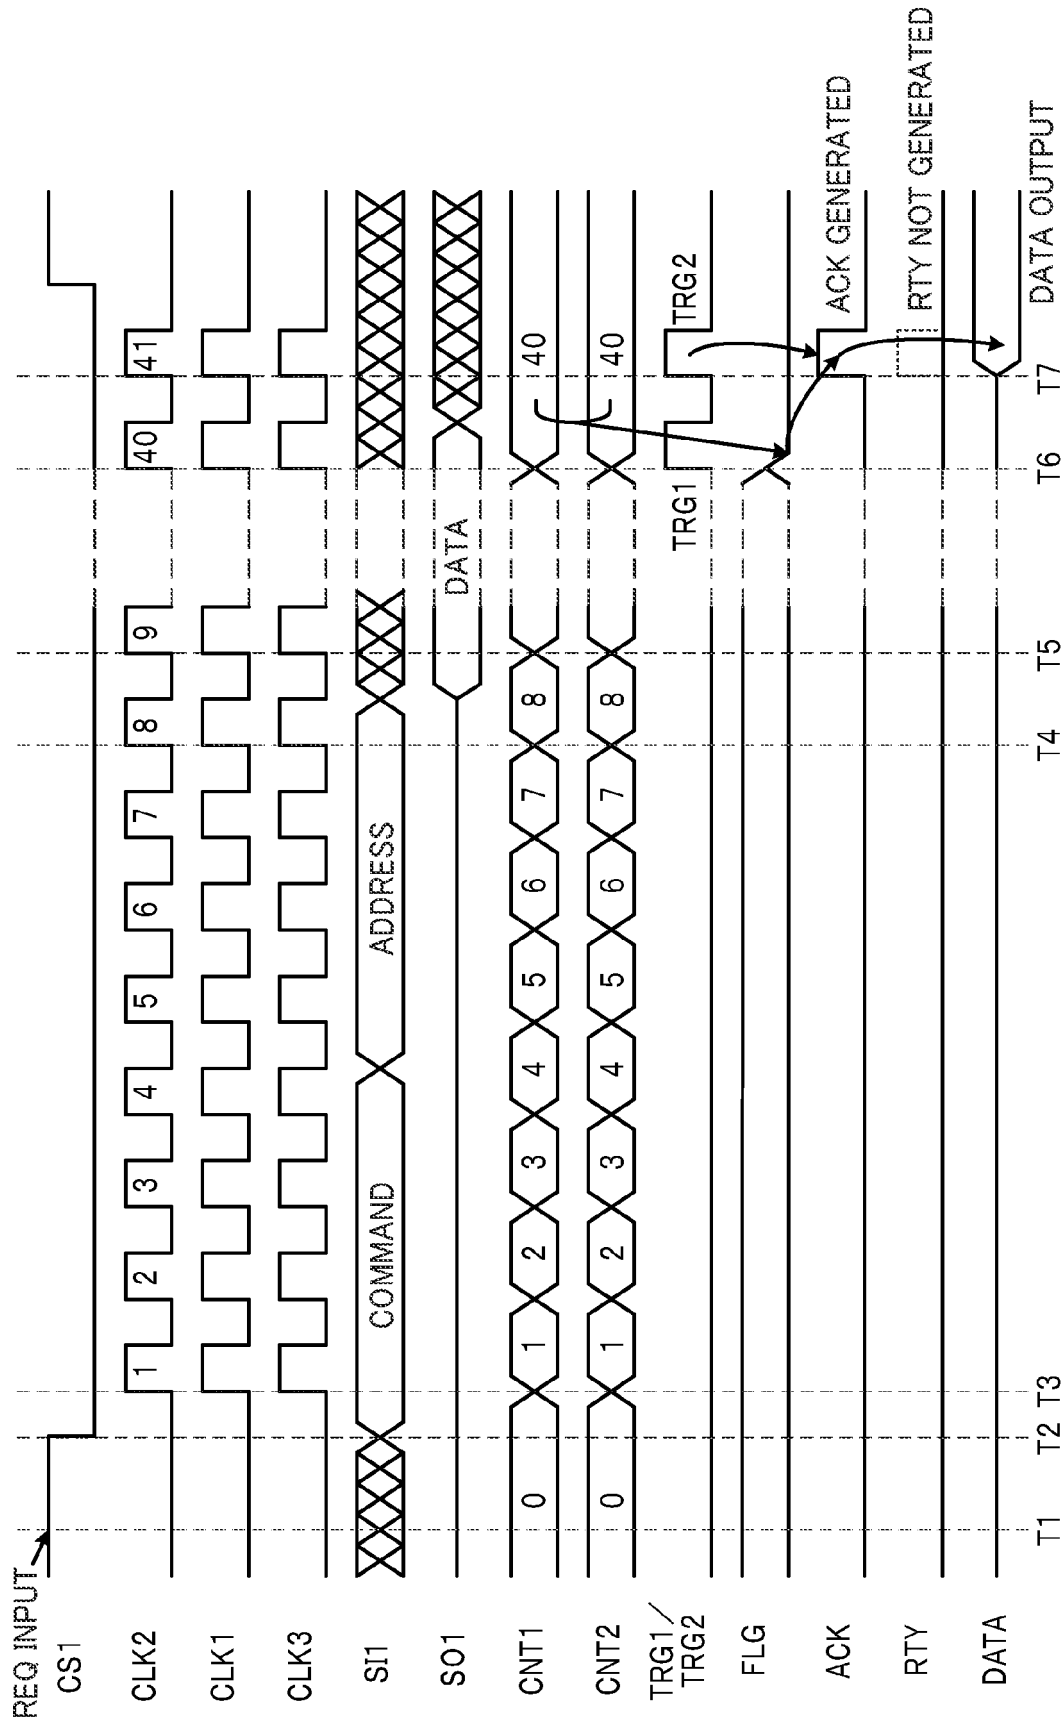 REQ INPUT
CS1
CLK2 1 2 3 4 5 6 7 8 9 40 41
CLK1
CLK3
SI1 COMMAND ADDRESS
SO1 DATA
CNT1 0 1 2 3 4 5 6 7 8 40
CNT2 0 1 2 3 4 5 6 7 8 40
TRG1/
TRG2
TRG1 TRG2
FLG
ACK ACK GENERATED
RTY RTY NOT GENERATED
DATA DATA OUTPUT
T1 T2 T3 T4 T5 T6 T7